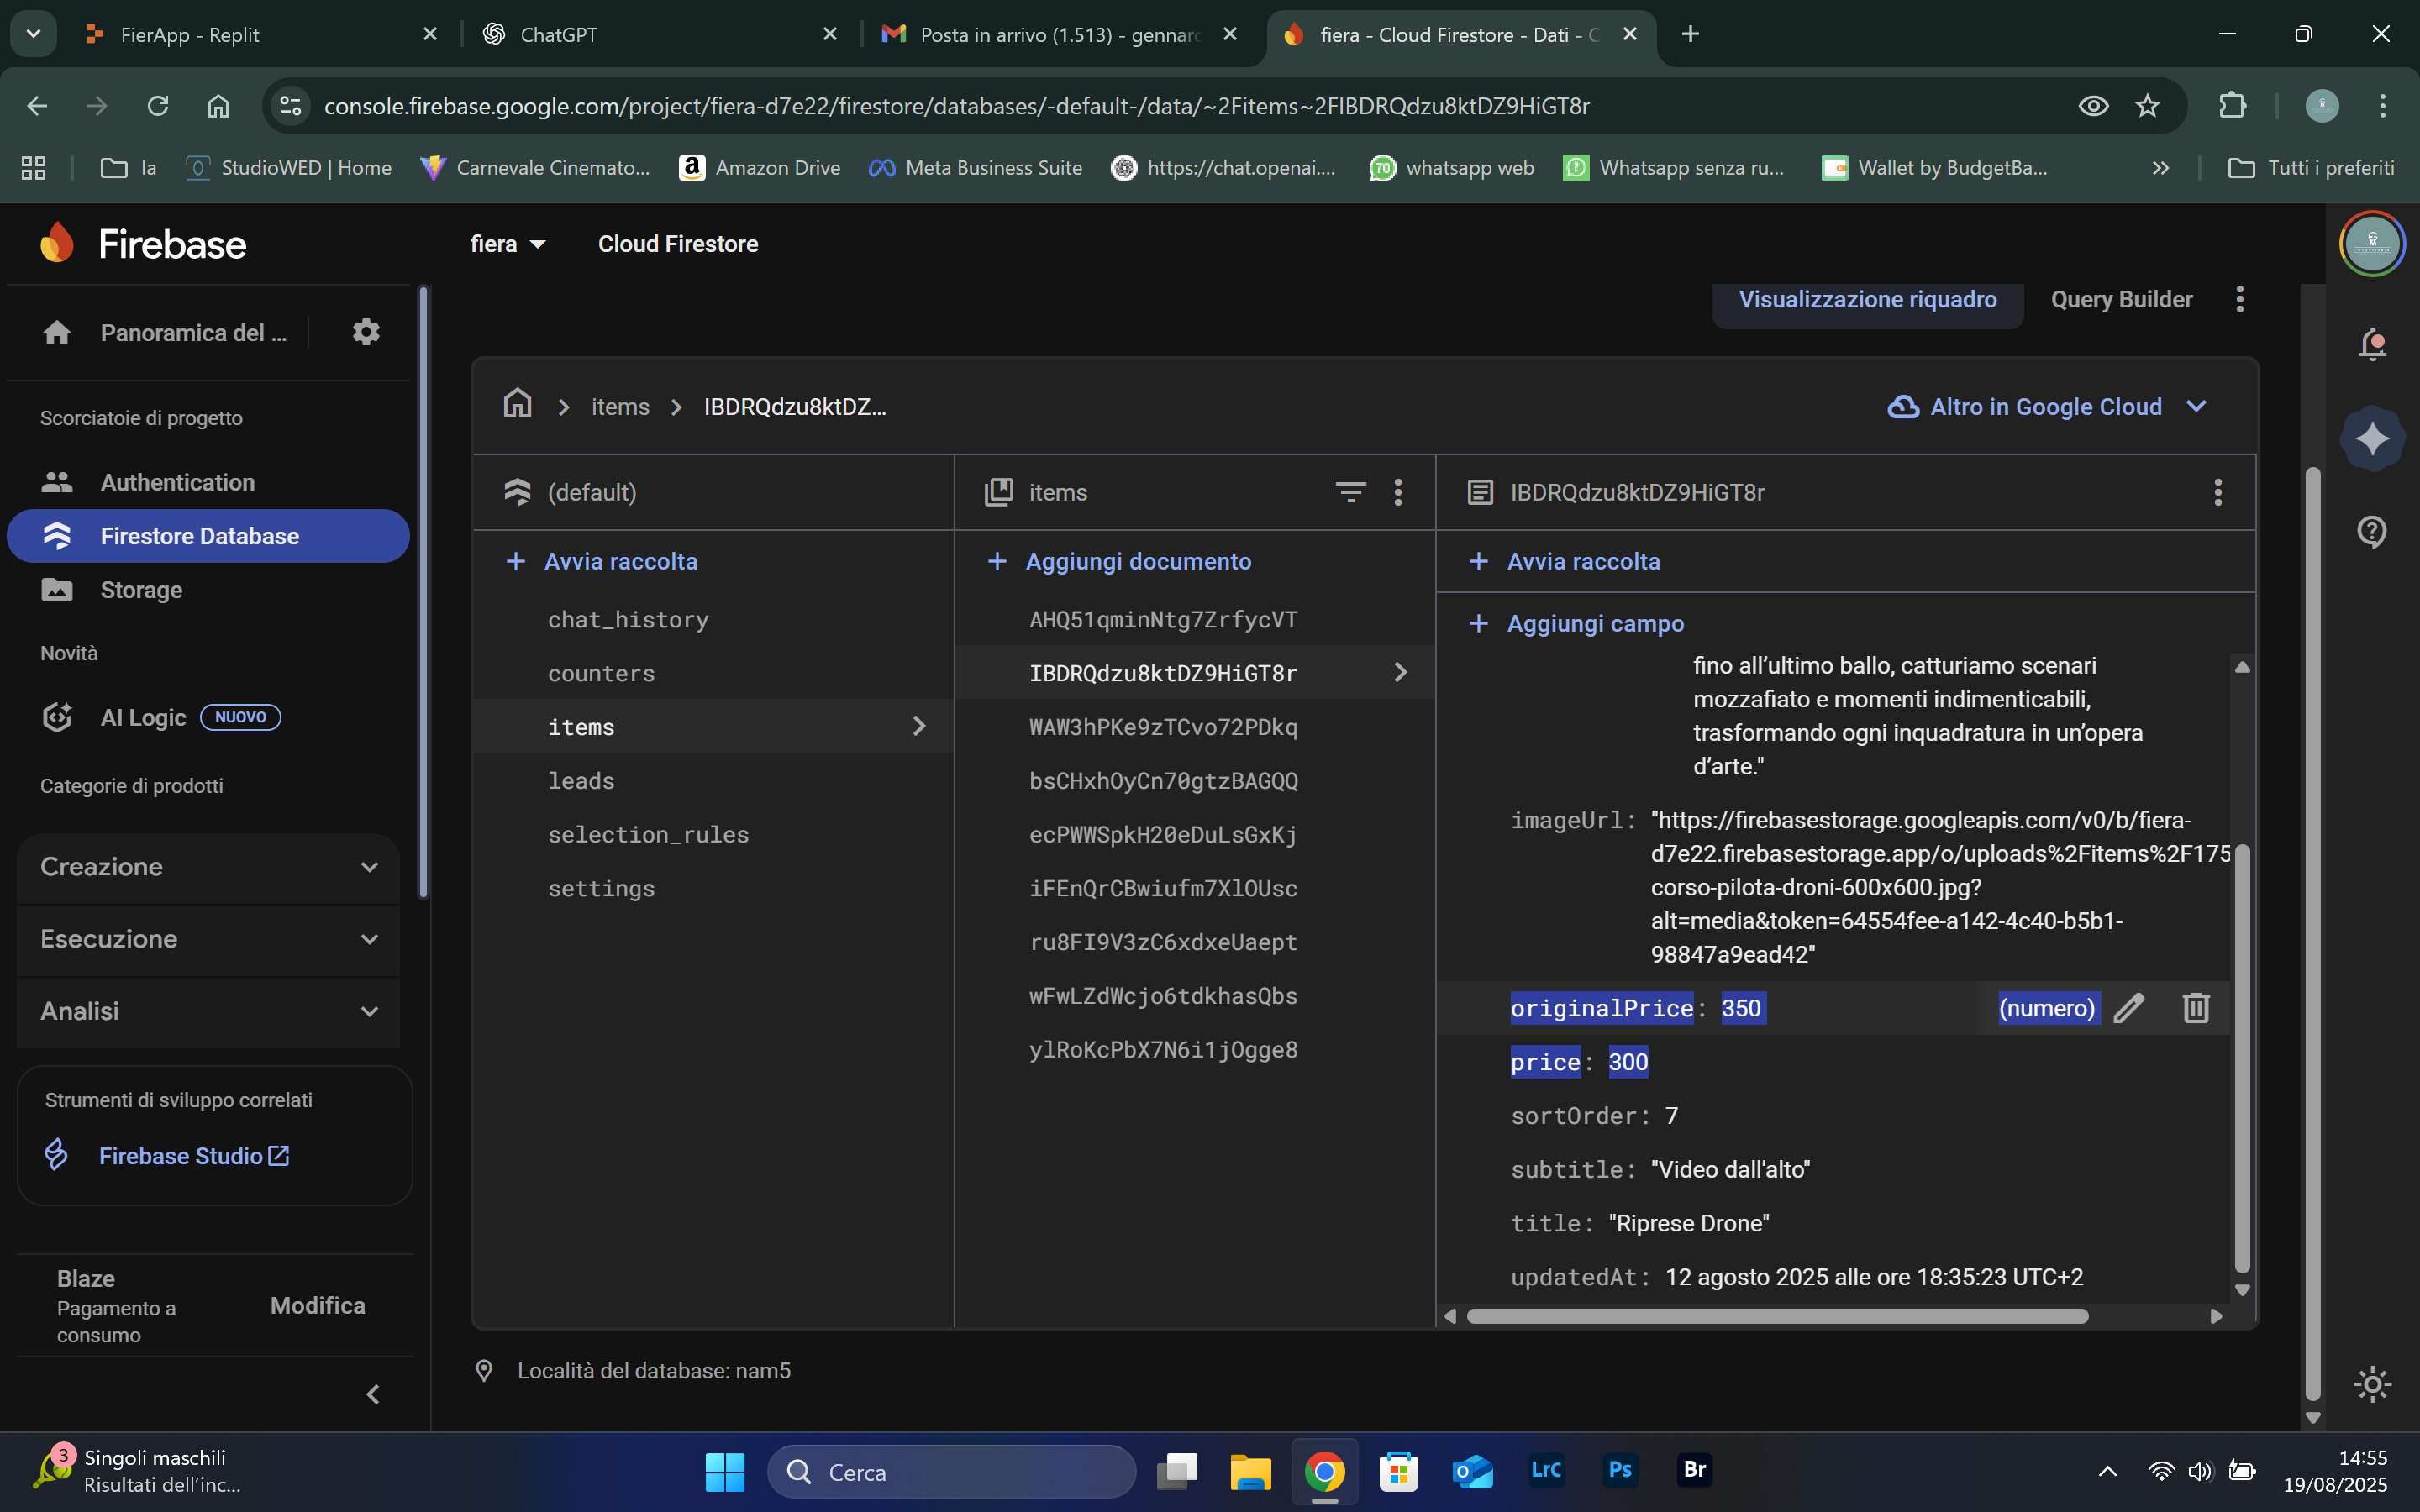 FierApp - Replit
ChatGPT
Posta in arrivo (1.513) - gennaro
fiera - Cloud Firestore - Dati - C
console.firebase.google.com/project/fiera-d7e22/firestore/databases/-default-/data/~2Fitems~2FIBDRQdzu8ktDZ9HiGT8r
Ia
StudioWED | Home
Carnevale Cinemato...
Amazon Drive
Meta Business Suite
https://chat.openai....
70
whatsapp web
Whatsapp senza ru...
Wallet by BudgetBa...
Tutti i preferiti
Firebase
fiera
Cloud Firestore
Panoramica del ...
Scorciatoie di progetto
Authentication
Firestore Database
Storage
Novità
AI Logic NUOVO
Categorie di prodotti
Creazione
Esecuzione
Analisi
Strumenti di sviluppo correlati
Firebase Studio
Blaze
Pagamento a
consumo
Modifica
Visualizzazione riquadro
Query Builder
items
IBDRQdzu8ktDZ...
Altro in Google Cloud
(default)
Avvia raccolta
chat_history
counters
items
leads
selection_rules
settings
items
Aggiungi documento
AHQ51qminNtg7ZrfycVT
IBDRQdzu8ktDZ9HiGT8r
WAW3hPKe9zTCvo72PDkq
bsCHxhOyCn70gtzBAGQQ
ecPWWSpkH20eDuLsGxKj
iFEnQrCBwiufm7XlOUsc
ru8FI9V3zC6xdxeUaept
wFwLZdWcjo6tdkhasQbs
ylRoKcPbX7N6i1jOgge8
IBDRQdzu8ktDZ9HiGT8r
Avvia raccolta
Aggiungi campo
fino all’ultimo ballo, catturiamo scenari
mozzafiato e momenti indimenticabili,
trasformando ogni inquadratura in un’opera
d’arte."
imageUrl: "https://firebasestorage.googleapis.com/v0/b/fiera-
d7e22.firebasestorage.app/o/uploads%2Fitems%2F175
corso-pilota-droni-600x600.jpg?
alt=media&token=64554fee-a142-4c40-b5b1-
98847a9ead42"
originalPrice: 350 (numero)
price: 300
sortOrder: 7
subtitle: "Video dall'alto"
title: "Riprese Drone"
updatedAt: 12 agosto 2025 alle ore 18:35:23 UTC+2
Località del database: nam5
3
Singoli maschili
Risultati dell'inc...
Cerca
LrC
Ps
Br
14:55
19/08/2025